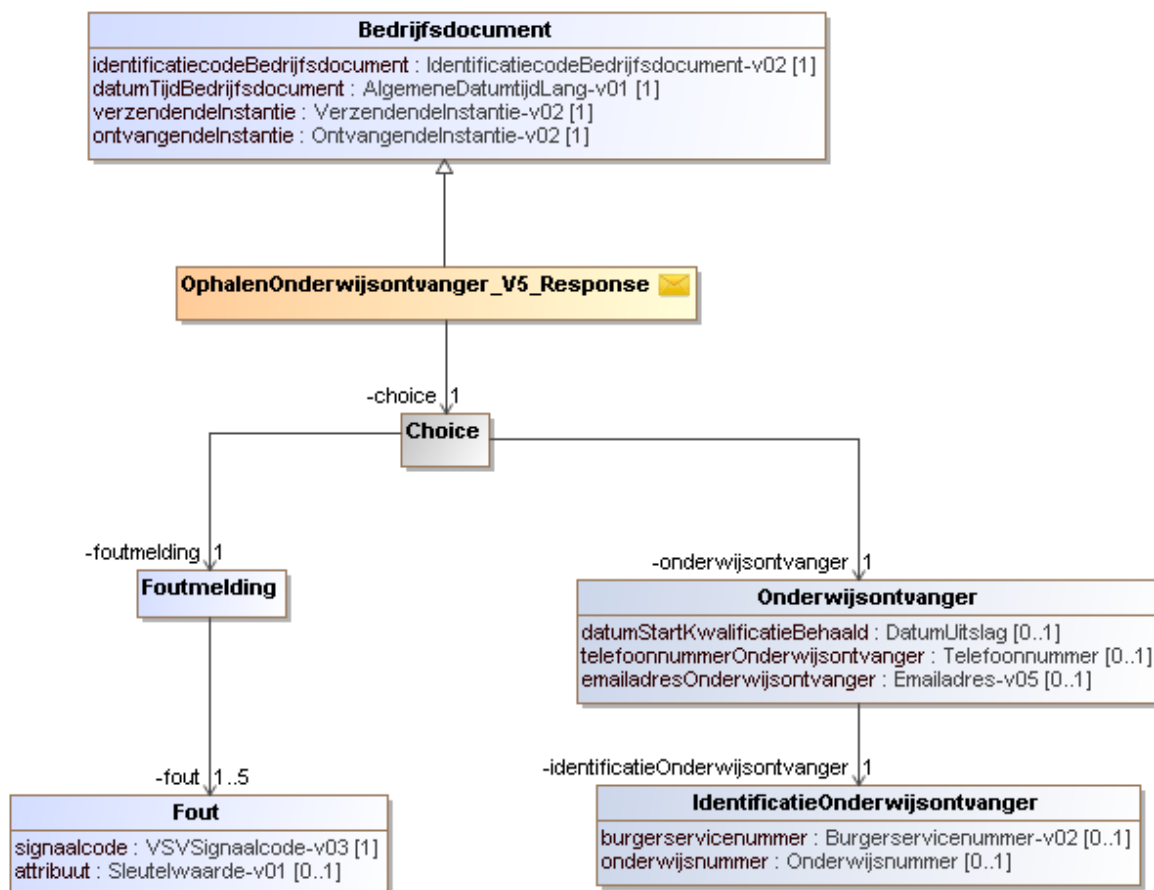 Bedrijfsdocument
identificatiecodeBedrijfsdocument : IdentificatiecodeBedrijfsdocument-v02 [1]
datumTijdBedrijfsdocument : AlgemeneDatumtijdLang-v01 [1]
verzendendeInstantie : VerzendendeInstantie-v02 [1]
ontvangendeInstantie : OntvangendeInstantie-v02 [1]
OphalenOnderwijsontvanger_V5_Response
-choice 1
Choice
-foutmelding 1
Foutmelding
-onderwijsontvanger 1
Onderwijsontvanger
datumStartKwalificatieBehaald : DatumUitslag [0..1]
telefoonnummerOnderwijsontvanger : Telefoonnummer [0..1]
emailadresOnderwijsontvanger : Emailadres-v05 [0..1]
-fout 1..5
Fout
signaalcode : VSVSignaalcode-v03 [1]
attribuut : Sleutelwaarde-v01 [0..1]
-identificatieOnderwijsontvanger 1
IdentificatieOnderwijsontvanger
burgerservicenummer : Burgerservicenummer-v02 [0..1]
onderwijsnummer : Onderwijsnummer [0..1]